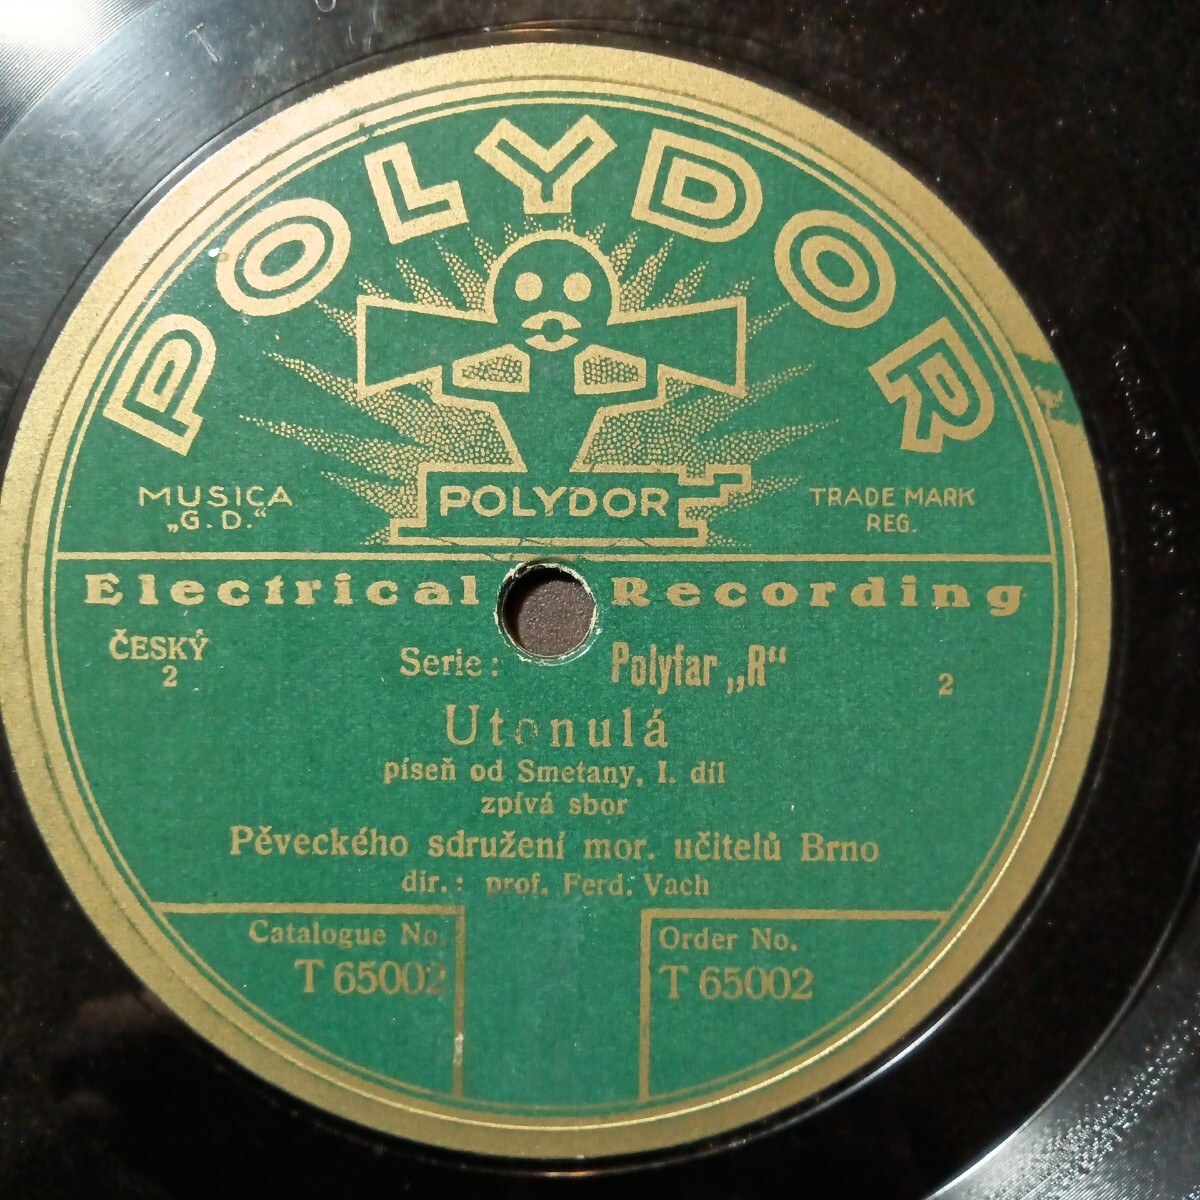 POLYDOR
POLYDOR
MUSICA
„G. D.“
TRADE MARK
REG.
Electrical Recording
ČESKÝ
2
Serie: Polyfar „R“
2
Utonulá
píseň od Smetany, I. díl
zpívá sbor
Pěveckého sdružení mor. učitelů Brno
dir.: prof. Ferd. Vach
Catalogue No.
T 65002
Order No.
T 65002